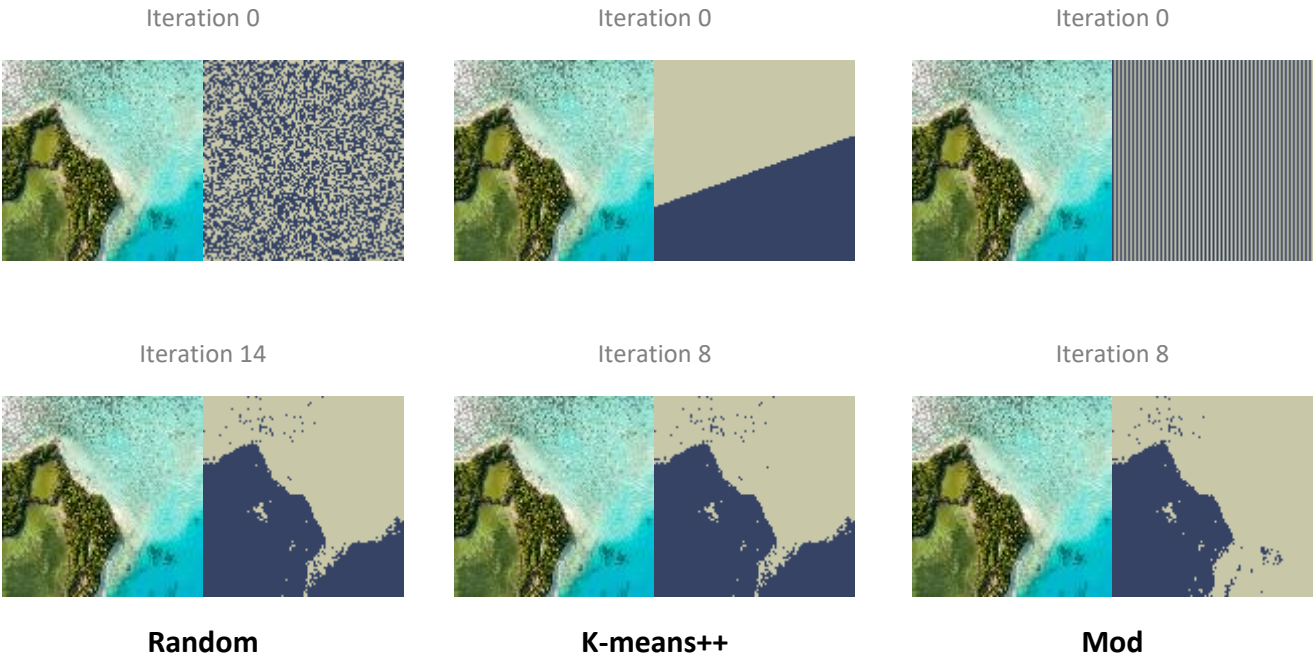 Iteration 0
Iteration 0
Iteration 0
Iteration 14
Iteration 8
Iteration 8
Random
K-means++
Mod